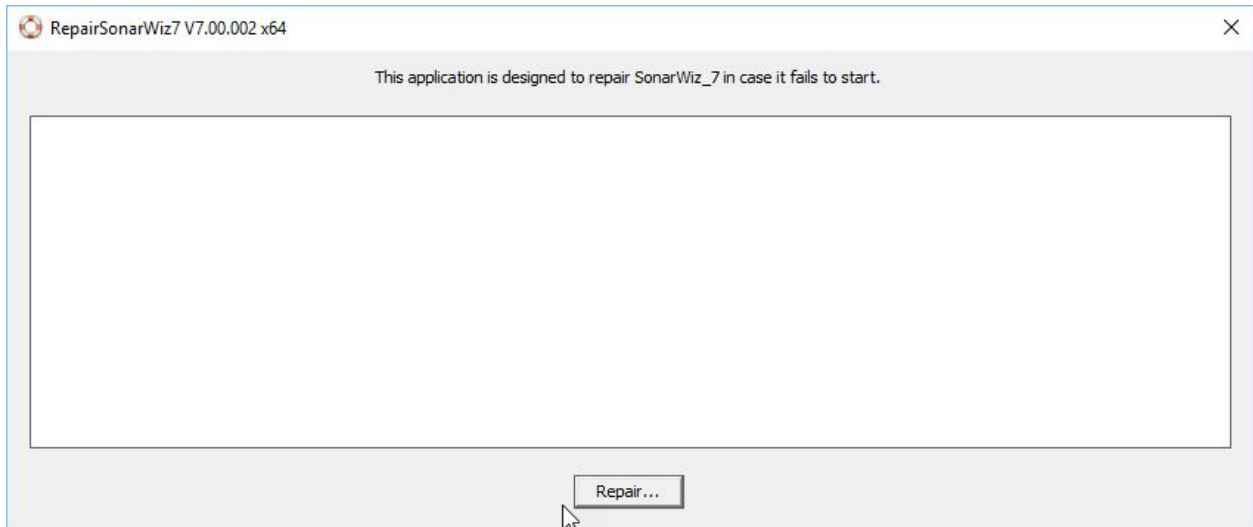 RepairSonarWiz7 V7.00.002 x64
This application is designed to repair SonarWiz_7 in case it fails to start.
Repair...